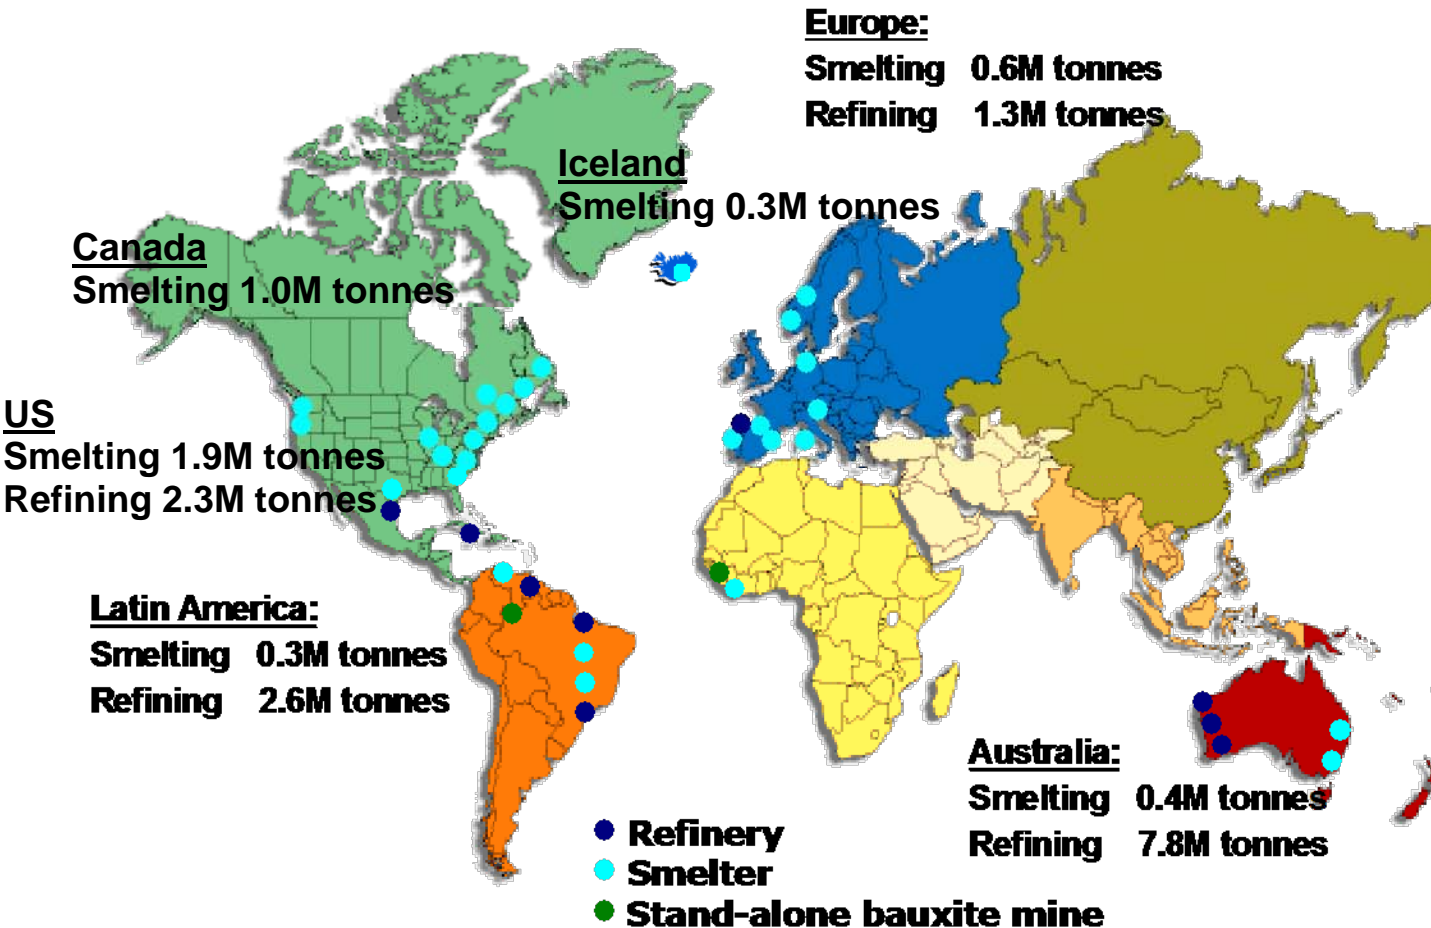 Europe:
Smelting 0.6M tonnes
Refining 1.3M tonnes
Iceland
Smelting 0.3M tonnes
Canada
Smelting 1.0M tonnes
US
Smelting 1.9M tonnes
Refining 2.3M tonnes
Latin America:
Smelting 0.3M tonnes
Refining 2.6M tonnes
Australia:
Smelting 0.4M tonnes
Refining 7.8M tonnes
Refinery
Smelter
Stand-alone bauxite mine